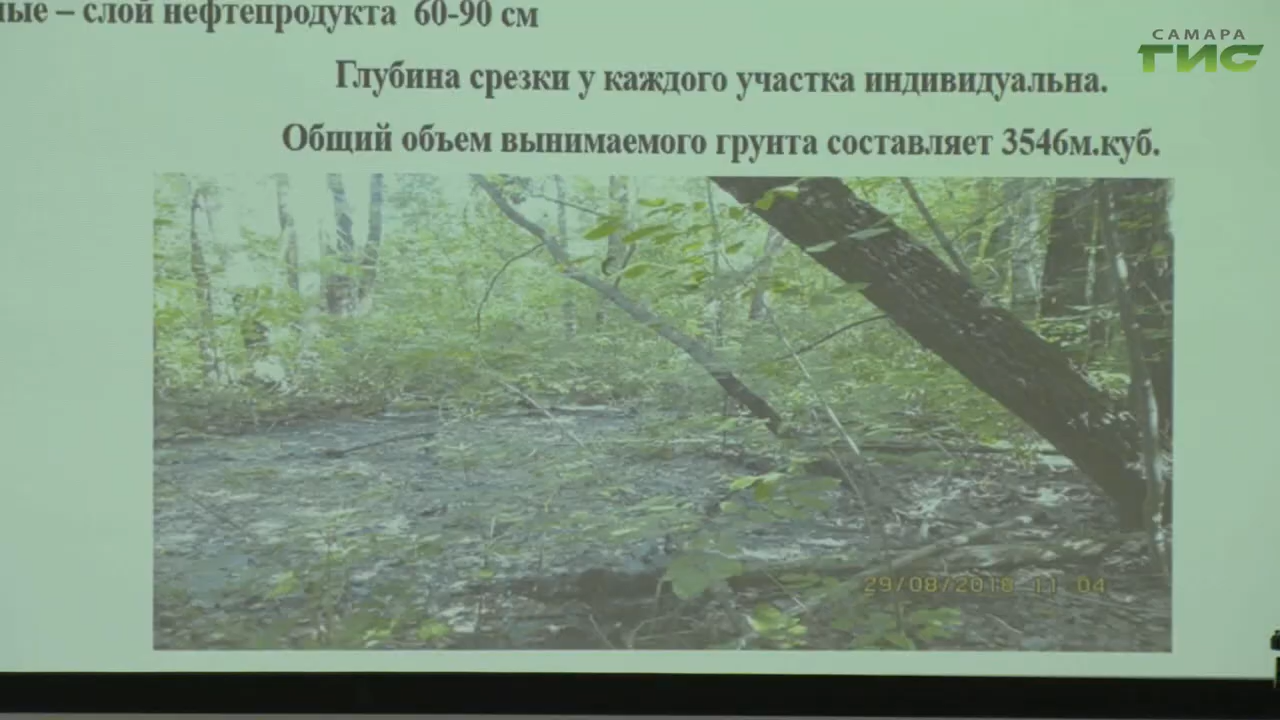 – слой нефтепродукта 60-90 см
САМАРА
ГИС
Глубина срезки у каждого участка индивидуальна.
Общий объем вынимаемого грунта составляет 3546м.куб.
29/08/2018 11 04